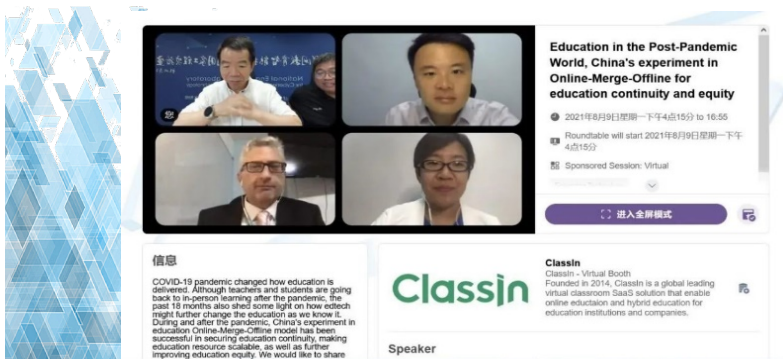 Education in the Post-Pandemic
World, China's experiment in
Online-Merge-Offline for
education continuity and equity
2021年8月9日星期一下午4点15分 to 16:55
Roundtable will start 2021年8月9日星期一下午
4点15分
Sponsored Session: Virtual
进入全屏模式
信息
COVID-19 pandemic changed how education is
delivered. Although teachers and students are going
back to in-person learning after the pandemic, the
past 18 months also shed some light on how edtech
might further change the education as we know it.
During and after the pandemic, China's experiment in
education Online-Merge-Offline model has been
successful in securing education continuity, making
education resource scalable, as well as further
improving education equity. We would like to share
ClassIn
ClassIn
ClassIn - Virtual Booth
Founded in 2014, ClassIn is a global leading
virtual classroom SaaS solution that enable
online eductaion and hybrid education for
education institutions and companies.
Speaker